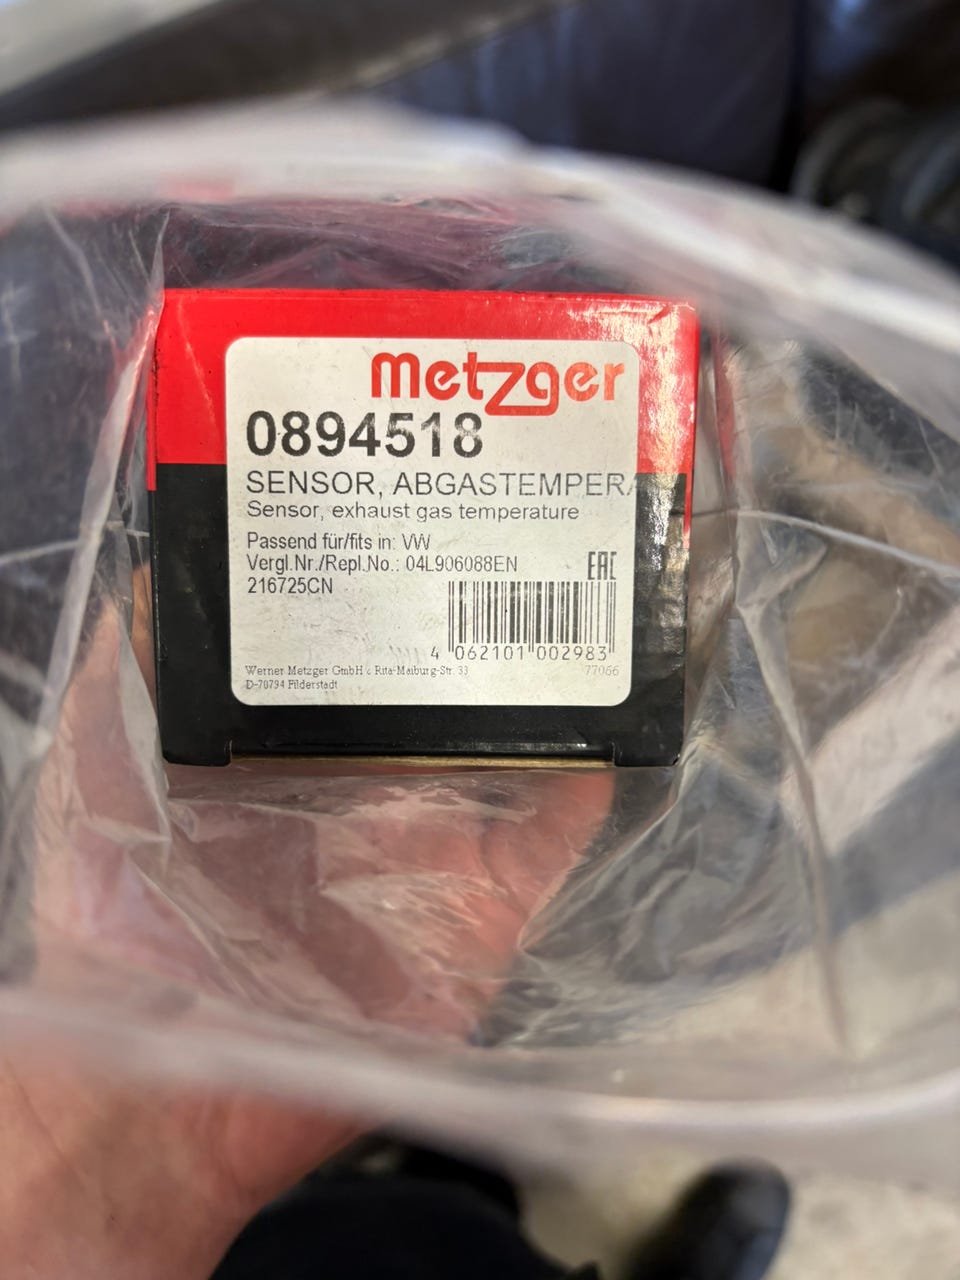 metzger
0894518
SENSOR, ABGASTEMPERA
Sensor, exhaust gas temperature
Passend für/fits in: VW
Vergl.Nr./Repl.No.: 04L906088EN
216725CN
EAC
4 062101 002983
Werner Metzger GmbH - Rita-Maiburg-Str. 33
77066
D-70794 Filderstadt